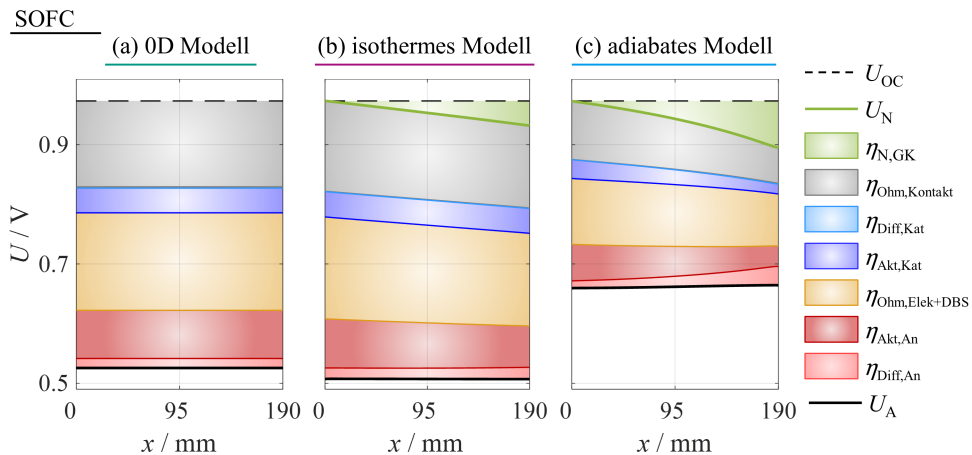 SOFC
(a) 0D Modell
(b) isothermes Modell
(c) adiabates Modell
U / V
0.9
0.7
0.5
0 95 190
0 95 190
0 95 190
x / mm
x / mm
x / mm
U_OC
U_N
η_N,GK
η_Ohm,Kontakt
η_Diff,Kat
η_Akt,Kat
η_Ohm,Elek+DBS
η_Akt,An
η_Diff,An
U_A